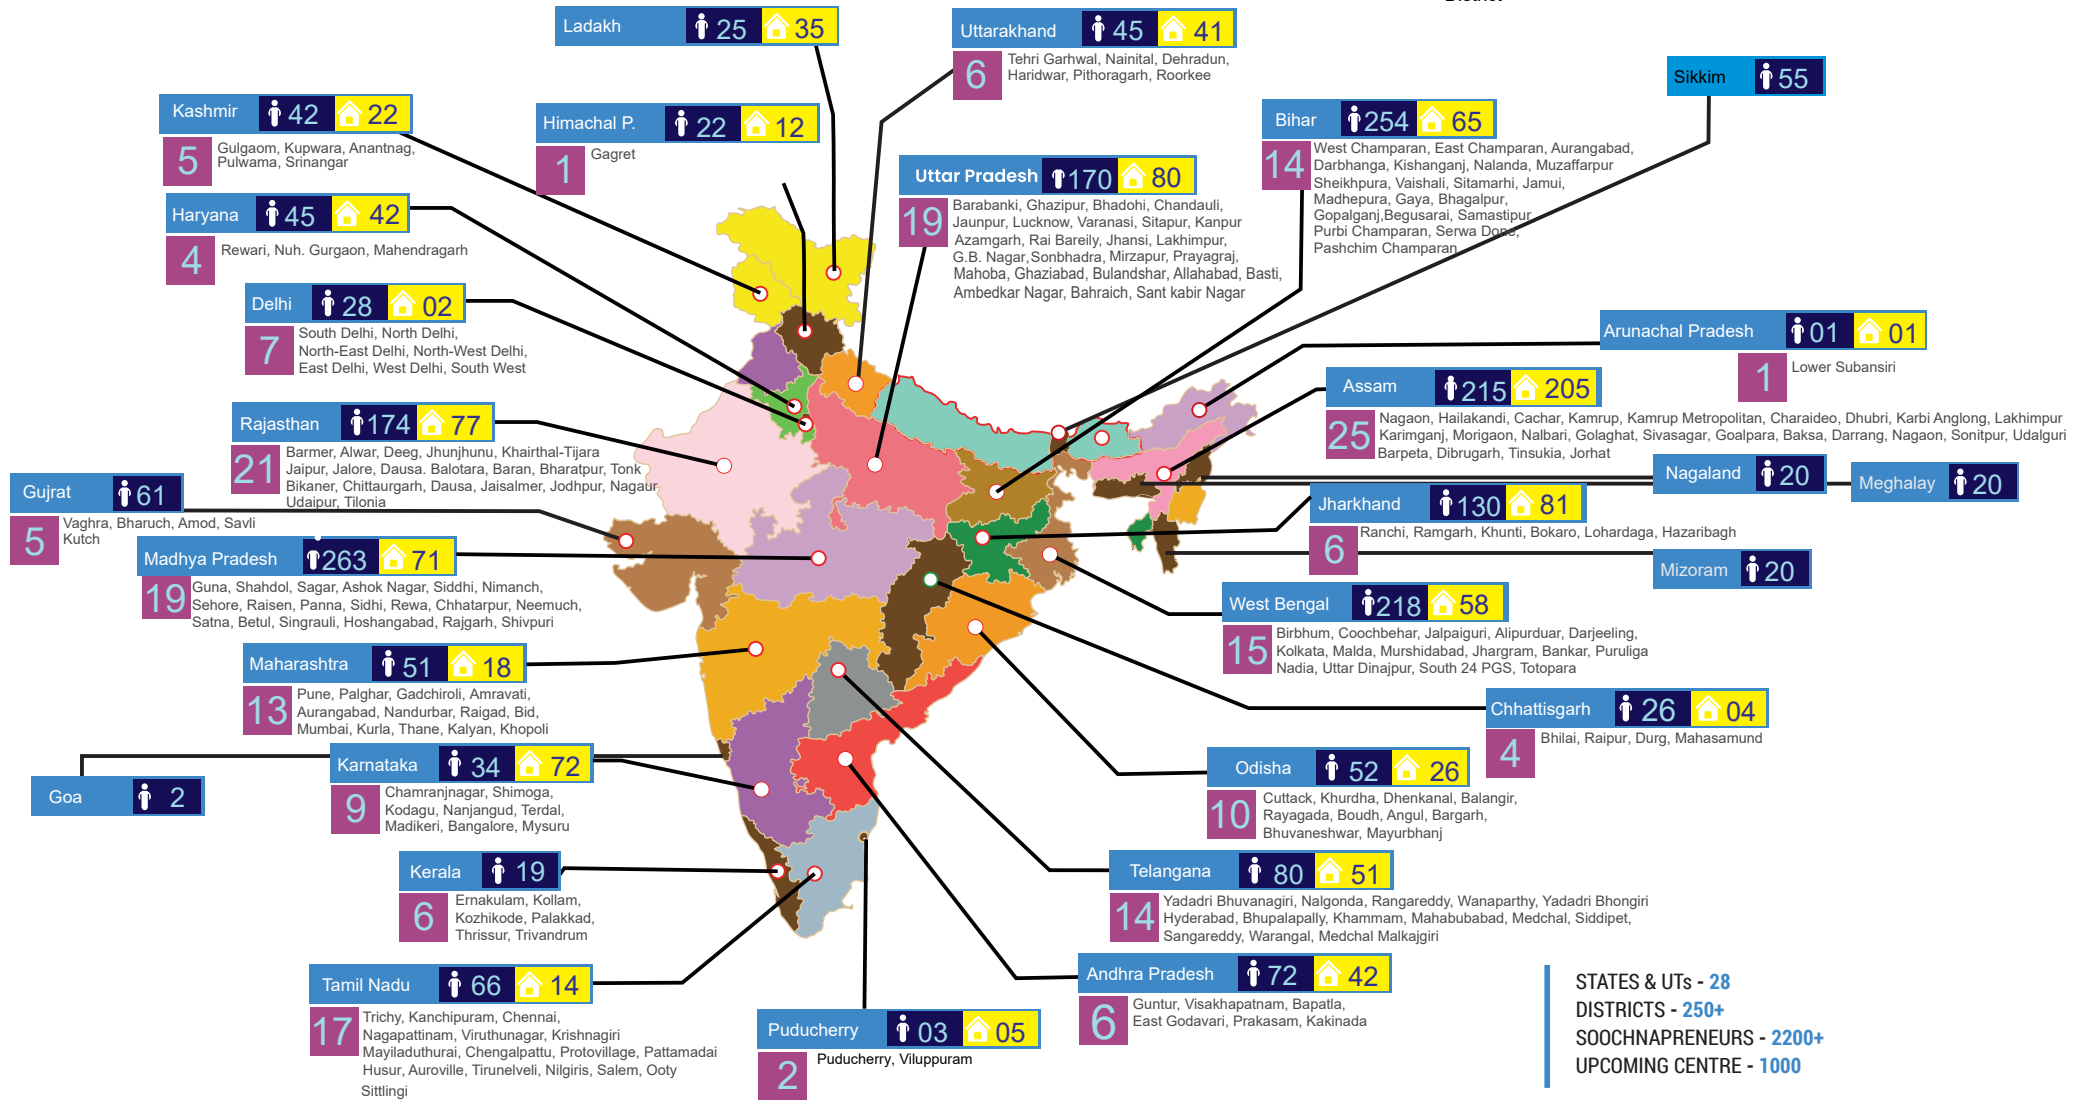 Ladakh 25 35
Uttarakhand 45 41
6 Tehri Garhwal, Nainital, Dehradun,
Haridwar, Pithoragarh, Roorkee
Sikkim 55
Kashmir 42 22
5 Gulgaom, Kupwara, Anantnag,
Pulwama, Srinangar
Himachal P. 22 12
1 Gagret
Bihar 254 65
14 West Champaran, East Champaran, Aurangabad,
Darbhanga, Kishanganj, Nalanda, Muzaffarpur
Sheikhpura, Vaishali, Sitamarhi, Jamui,
Madhepura, Gaya, Bhagalpur,
Gopalganj,Begusarai, Samastipur
Purbi Champaran, Serwa Done,
Pashchim Champaran
Uttar Pradesh 170 80
19 Barabanki, Ghazipur, Bhadohi, Chandauli,
Jaunpur, Lucknow, Varanasi, Sitapur, Kanpur
Azamgarh, Rai Bareily, Jhansi, Lakhimpur,
G.B. Nagar,Sonbhadra, Mirzapur, Prayagraj,
Mahoba, Ghaziabad, Bulandshar, Allahabad, Basti,
Ambedkar Nagar, Bahraich, Sant kabir Nagar
Haryana 45 42
4 Rewari, Nuh. Gurgaon, Mahendragarh
Delhi 28 02
7 South Delhi, North Delhi,
North-East Delhi, North-West Delhi,
East Delhi, West Delhi, South West
Arunachal Pradesh 01 01
1 Lower Subansiri
Assam 215 205
25 Nagaon, Hailakandi, Cachar, Kamrup, Kamrup Metropolitan, Charaideo, Dhubri, Karbi Anglong, Lakhimpur
Karimganj, Morigaon, Nalbari, Golaghat, Sivasagar, Goalpara, Baksa, Darrang, Nagaon, Sonitpur, Udalguri
Barpeta, Dibrugarh, Tinsukia, Jorhat
Rajasthan 174 77
21 Barmer, Alwar, Deeg, Jhunjhunu, Khairthal-Tijara
Jaipur, Jalore, Dausa. Balotara, Baran, Bharatpur, Tonk
Bikaner, Chittaurgarh, Dausa, Jaisalmer, Jodhpur, Nagaur
Udaipur, Tilonia
Nagaland 20
Meghalay 20
Gujrat 61
5 Vaghra, Bharuch, Amod, Savli
Kutch
Jharkhand 130 81
6 Ranchi, Ramgarh, Khunti, Bokaro, Lohardaga, Hazaribagh
Madhya Pradesh 263 71
19 Guna, Shahdol, Sagar, Ashok Nagar, Siddhi, Nimanch,
Sehore, Raisen, Panna, Sidhi, Rewa, Chhatarpur, Neemuch,
Satna, Betul, Singrauli, Hoshangabad, Rajgarh, Shivpuri
Mizoram 20
West Bengal 218 58
15 Birbhum, Coochbehar, Jalpaiguri, Alipurduar, Darjeeling,
Kolkata, Malda, Murshidabad, Jhargram, Bankar, Puruliga
Nadia, Uttar Dinajpur, South 24 PGS, Totopara
Maharashtra 51 18
13 Pune, Palghar, Gadchiroli, Amravati,
Aurangabad, Nandurbar, Raigad, Bid,
Mumbai, Kurla, Thane, Kalyan, Khopoli
Chhattisgarh 26 04
4 Bhilai, Raipur, Durg, Mahasamund
Karnataka 34 72
9 Chamranjnagar, Shimoga,
Kodagu, Nanjangud, Terdal,
Madikeri, Bangalore, Mysuru
Goa 2
Odisha 52 26
10 Cuttack, Khurdha, Dhenkanal, Balangir,
Rayagada, Boudh, Angul, Bargarh,
Bhuvaneshwar, Mayurbhanj
Kerala 19
6 Ernakulam, Kollam,
Kozhikode, Palakkad,
Thrissur, Trivandrum
Telangana 80 51
14 Yadadri Bhuvanagiri, Nalgonda, Rangareddy, Wanaparthy, Yadadri Bhongiri
Hyderabad, Bhupalapally, Khammam, Mahabubabad, Medchal, Siddipet,
Sangareddy, Warangal, Medchal Malkajgiri
Tamil Nadu 66 14
17 Trichy, Kanchipuram, Chennai,
Nagapattinam, Viruthunagar, Krishnagiri
Mayiladuthurai, Chengalpattu, Protovillage, Pattamadai
Husur, Auroville, Tirunelveli, Nilgiris, Salem, Ooty
Sittlingi
Puducherry 03 05
2 Puducherry, Viluppuram
Andhra Pradesh 72 42
6 Guntur, Visakhapatnam, Bapatla,
East Godavari, Prakasam, Kakinada
STATES & UTs - 28
DISTRICTS - 250+
SOOCHNAPRENEURS - 2200+
UPCOMING CENTRE - 1000